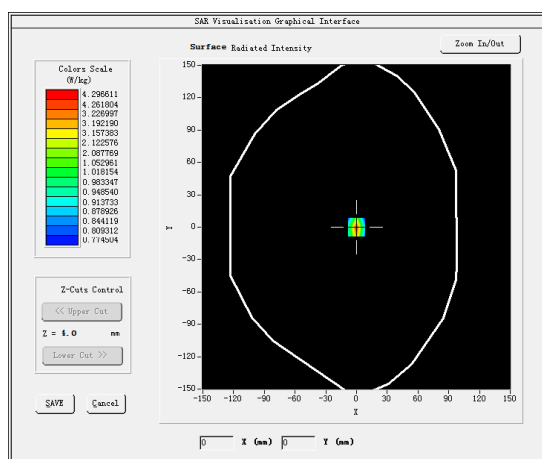 SAR Visualisation Graphical Interface
Surface Radiated Intensity
Zoom In/Out
Colors Scale
(W/kg)
4.296611
4.261804
3.226997
3.192190
3.157383
2.122576
2.087769
1.052961
1.018154
0.983347
0.948540
0.913733
0.878926
0.844119
0.809312
0.774504
150
120
90
60
30
0
-30
-60
-90
-120
-150
Y
-150 -120 -90 -60 -30 0 30 60 90 120 150
X
Z-Cuts Control
<< Upper Cut
Z = 4.0 mm
Lower Cut >>
SAVE Cancel
0 X (mm) 0 Y (mm)